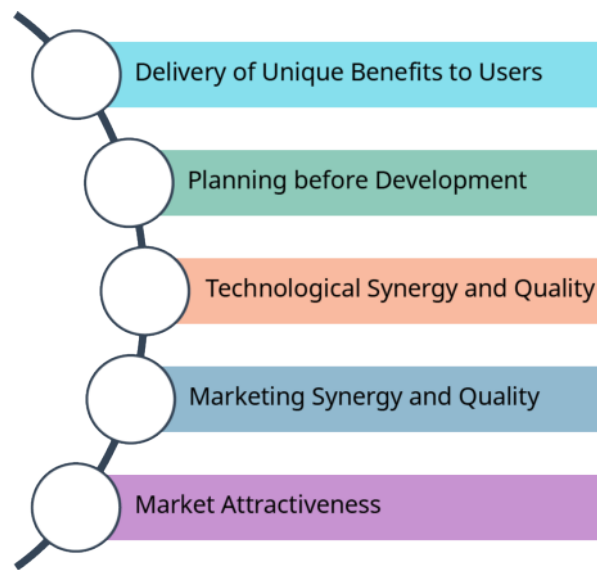 Delivery of Unique Benefits to Users
Planning before Development
Technological Synergy and Quality
Marketing Synergy and Quality
Market Attractiveness